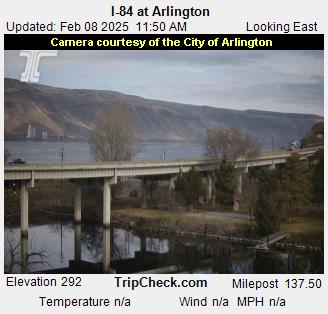 I-84 at Arlington
Updated: Feb 08 2025 11:50 AM Looking East
Camera courtesy of the City of Arlington
Elevation 292 TripCheck.com Milepost 137.50
Temperature n/a Wind n/a MPH n/a